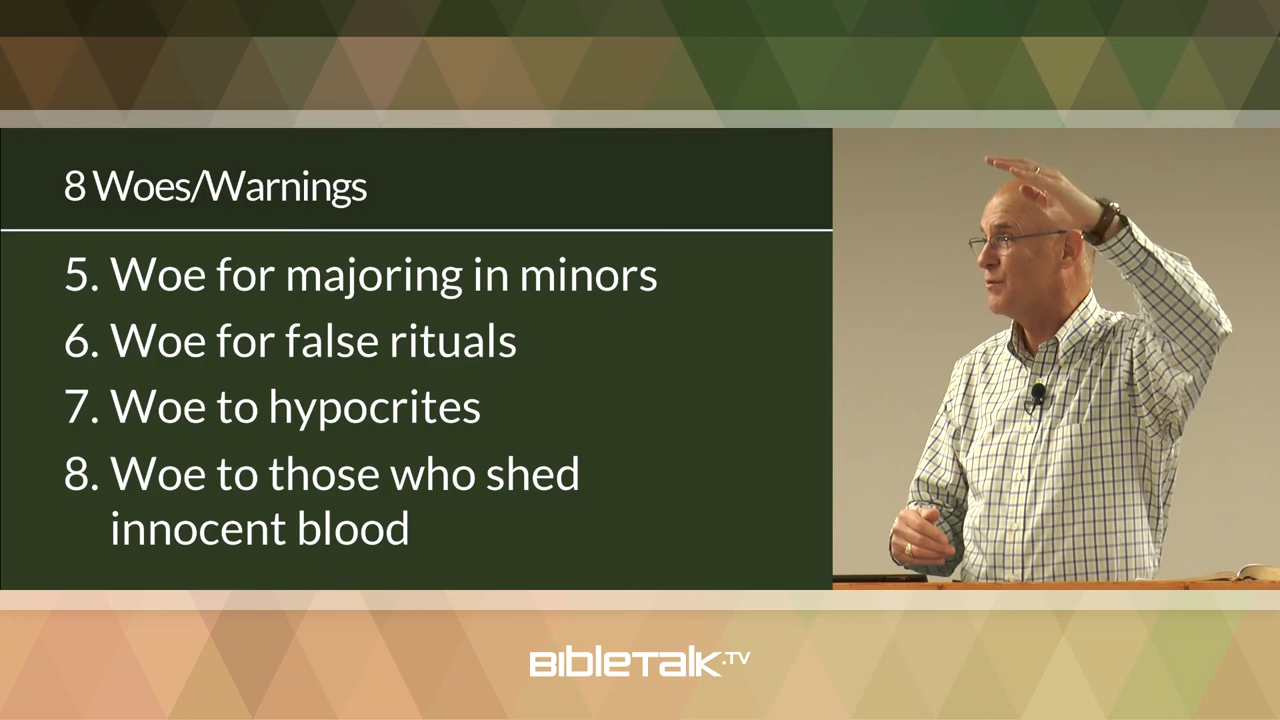 8 Woes/Warnings
5. Woe for majoring in minors
6. Woe for false rituals
7. Woe to hypocrites
8. Woe to those who shed
innocent blood
BibleTalk.TV